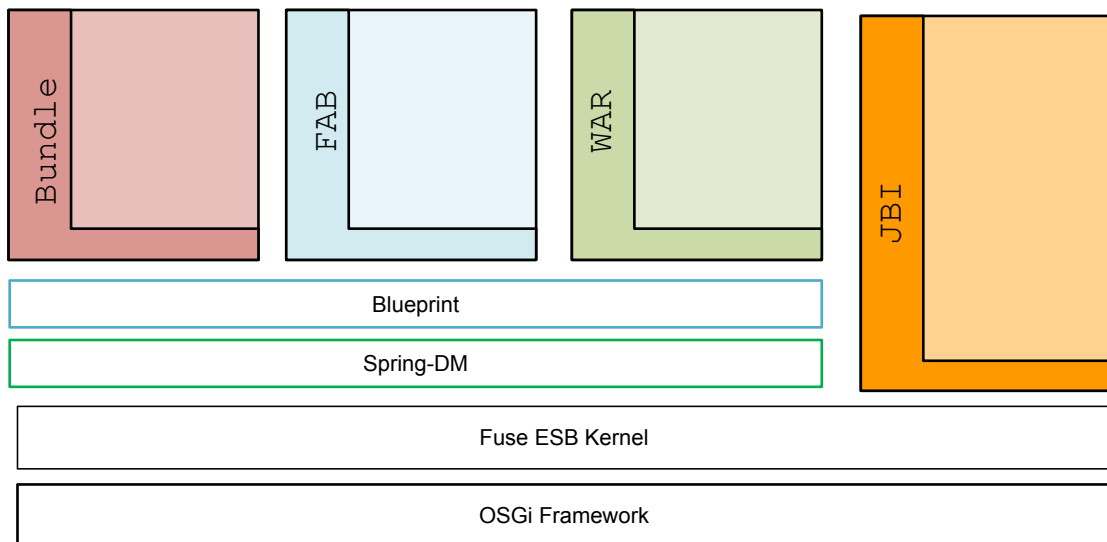 Bundle
FAB
WAR
JBI
Blueprint
Spring-DM
Fuse ESB Kernel
OSGi Framework